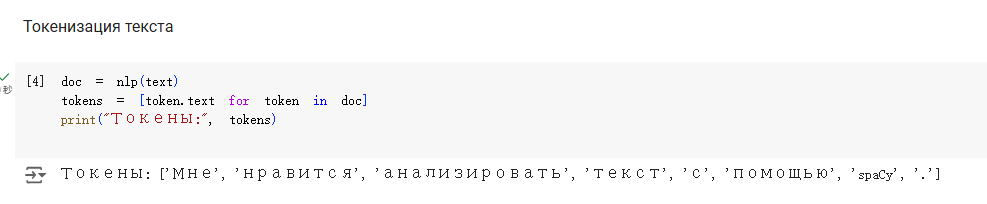 Токенизация текста
[4] doc = nlp(text)
tokens = [token.text for token in doc]
print("Токены:", tokens)
秒
Токены: ['Мне', 'нравится', 'анализировать', 'текст', 'с', 'помощью', 'spaCy', '.']